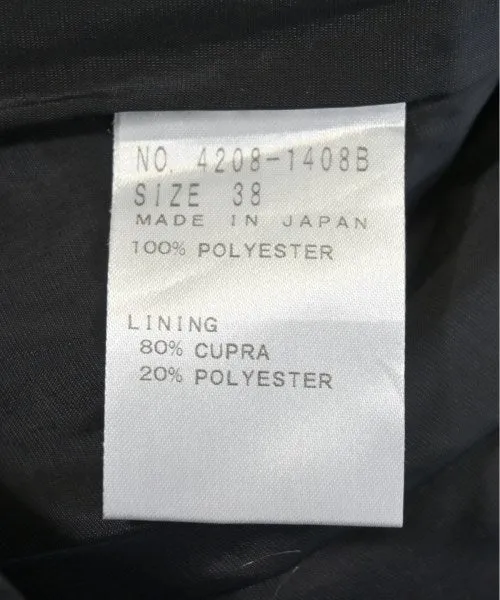 NO. 4208-1408B
SIZE 38
MADE IN JAPAN
100% POLYESTER
LINING
80% CUPRA
20% POLYESTER